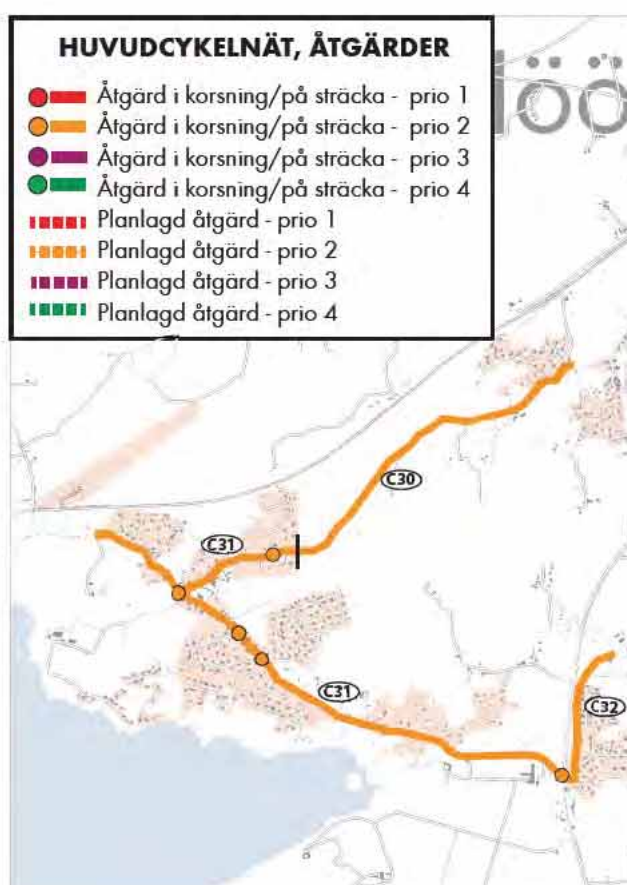 HUVUDCYKELNÄT, ÅTGÄRDER
Åtgärd i korsning/på sträcka - prio 1
Åtgärd i korsning/på sträcka - prio 2
Åtgärd i korsning/på sträcka - prio 3
Åtgärd i korsning/på sträcka - prio 4
Planlagd åtgärd - prio 1
Planlagd åtgärd - prio 2
Planlagd åtgärd - prio 3
Planlagd åtgärd - prio 4
C30
C31
C31
C32